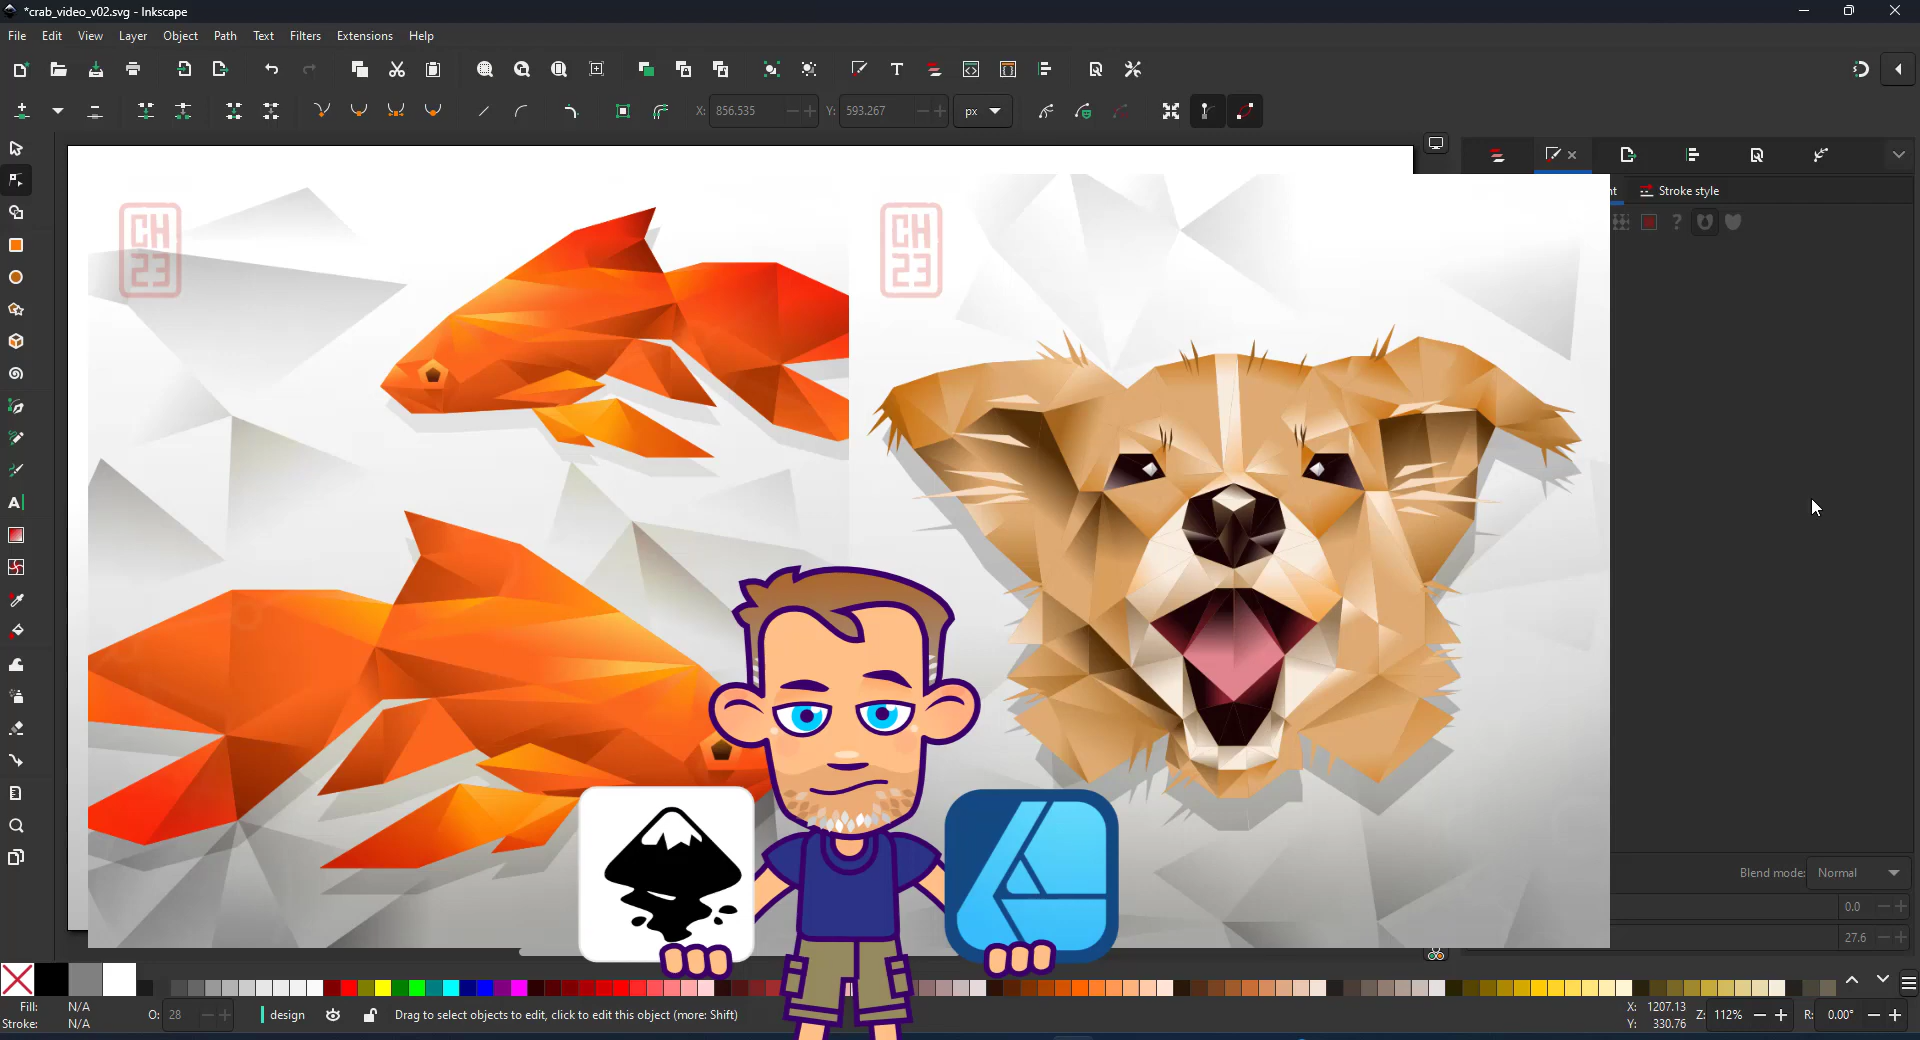 *crab_video_v02.svg - Inkscape
File Edit View Layer Object Path Text Filters Extensions Help
X: 856.535 Y: 593.267 px
Stroke style
CH
23
CH
23
Blend mode: Normal
0.0
27.6
Fill: N/A
Stroke: N/A
O: 28
design
Drag to select objects to edit, click to edit this object (more: Shift)
X: 1207.13
Y: 330.76
Z: 112%
R: 0.00°